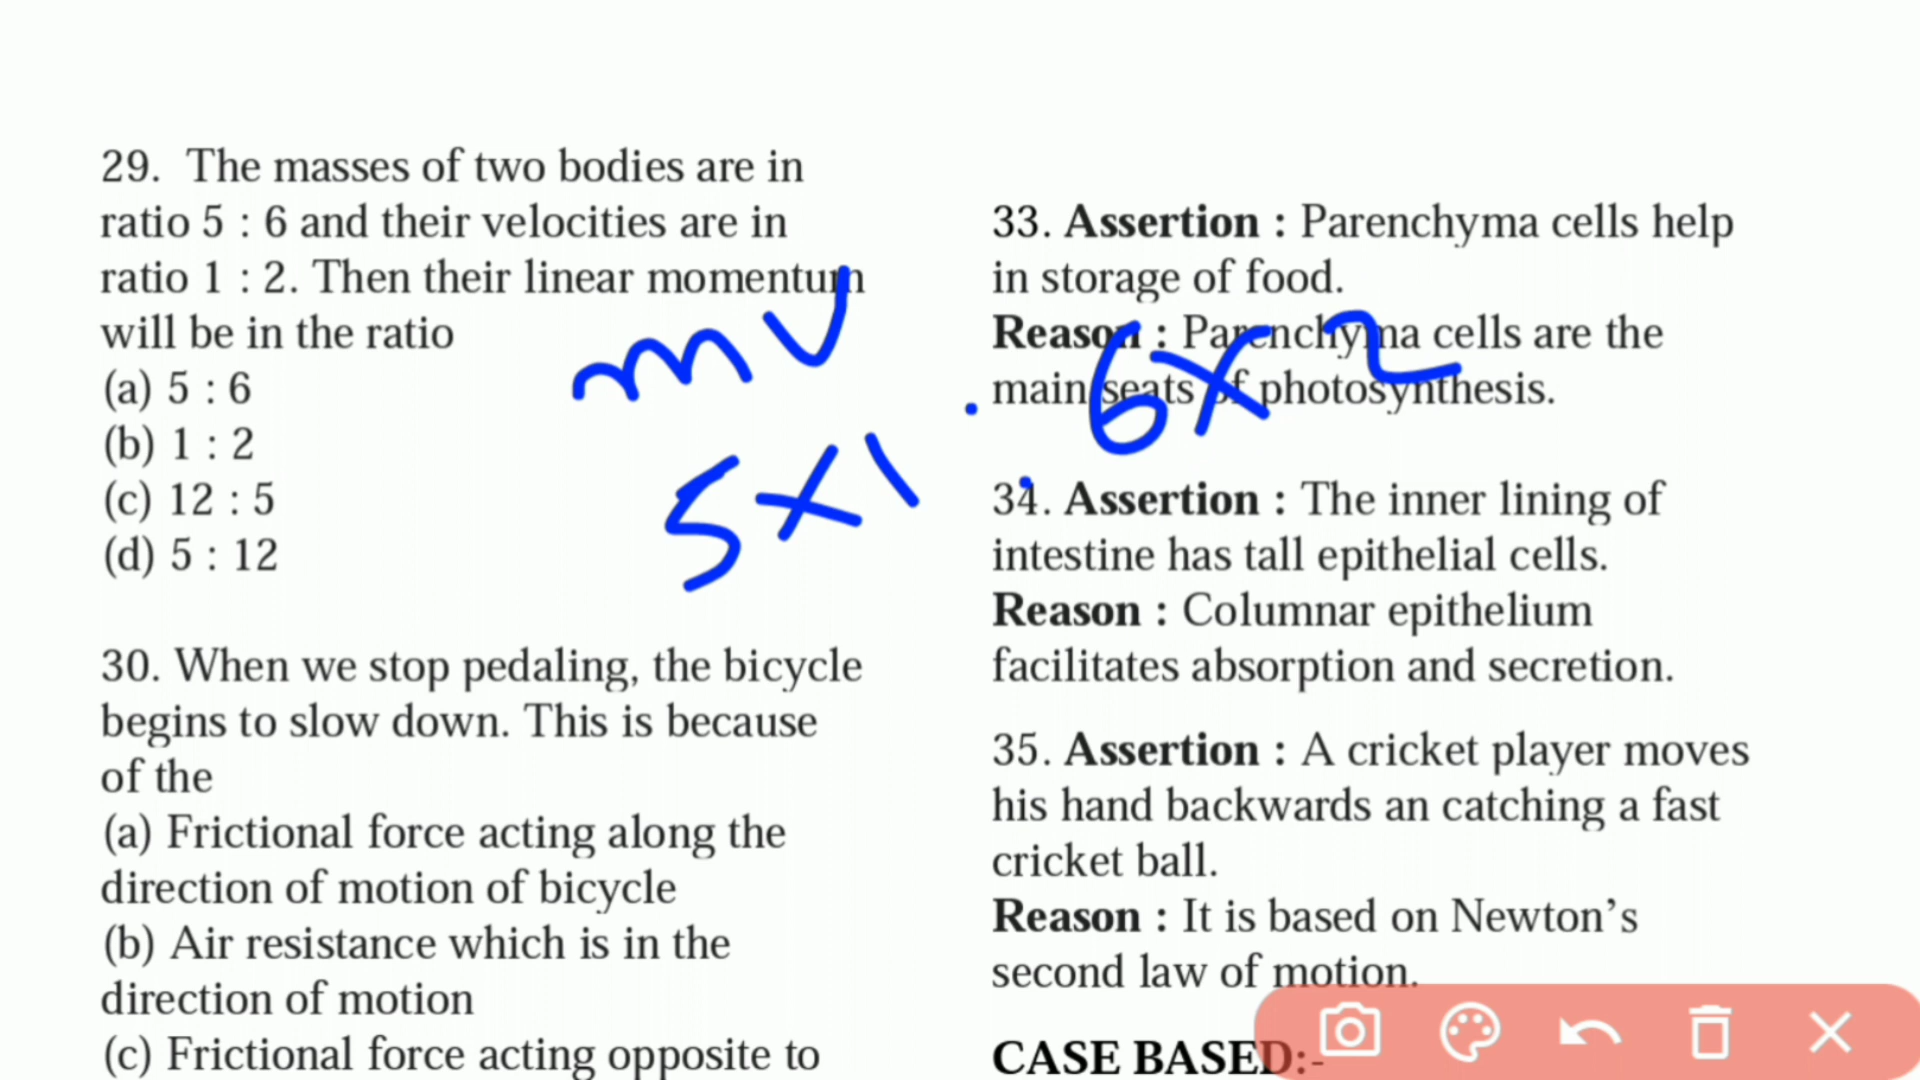 29. The masses of two bodies are in
ratio 5 : 6 and their velocities are in
ratio 1 : 2. Then their linear momentum
will be in the ratio
(a) 5 : 6
(b) 1 : 2
(c) 12 : 5
(d) 5 : 12
mv
5x1 : 6x2
30. When we stop pedaling, the bicycle
begins to slow down. This is because
of the
(a) Frictional force acting along the
direction of motion of bicycle
(b) Air resistance which is in the
direction of motion
(c) Frictional force acting opposite to
33. Assertion : Parenchyma cells help
in storage of food.
Reason : Parenchyma cells are the
main seats of photosynthesis.
34. Assertion : The inner lining of
intestine has tall epithelial cells.
Reason : Columnar epithelium
facilitates absorption and secretion.
35. Assertion : A cricket player moves
his hand backwards an catching a fast
cricket ball.
Reason : It is based on Newton’s
second law of motion.
CASE BASED:-